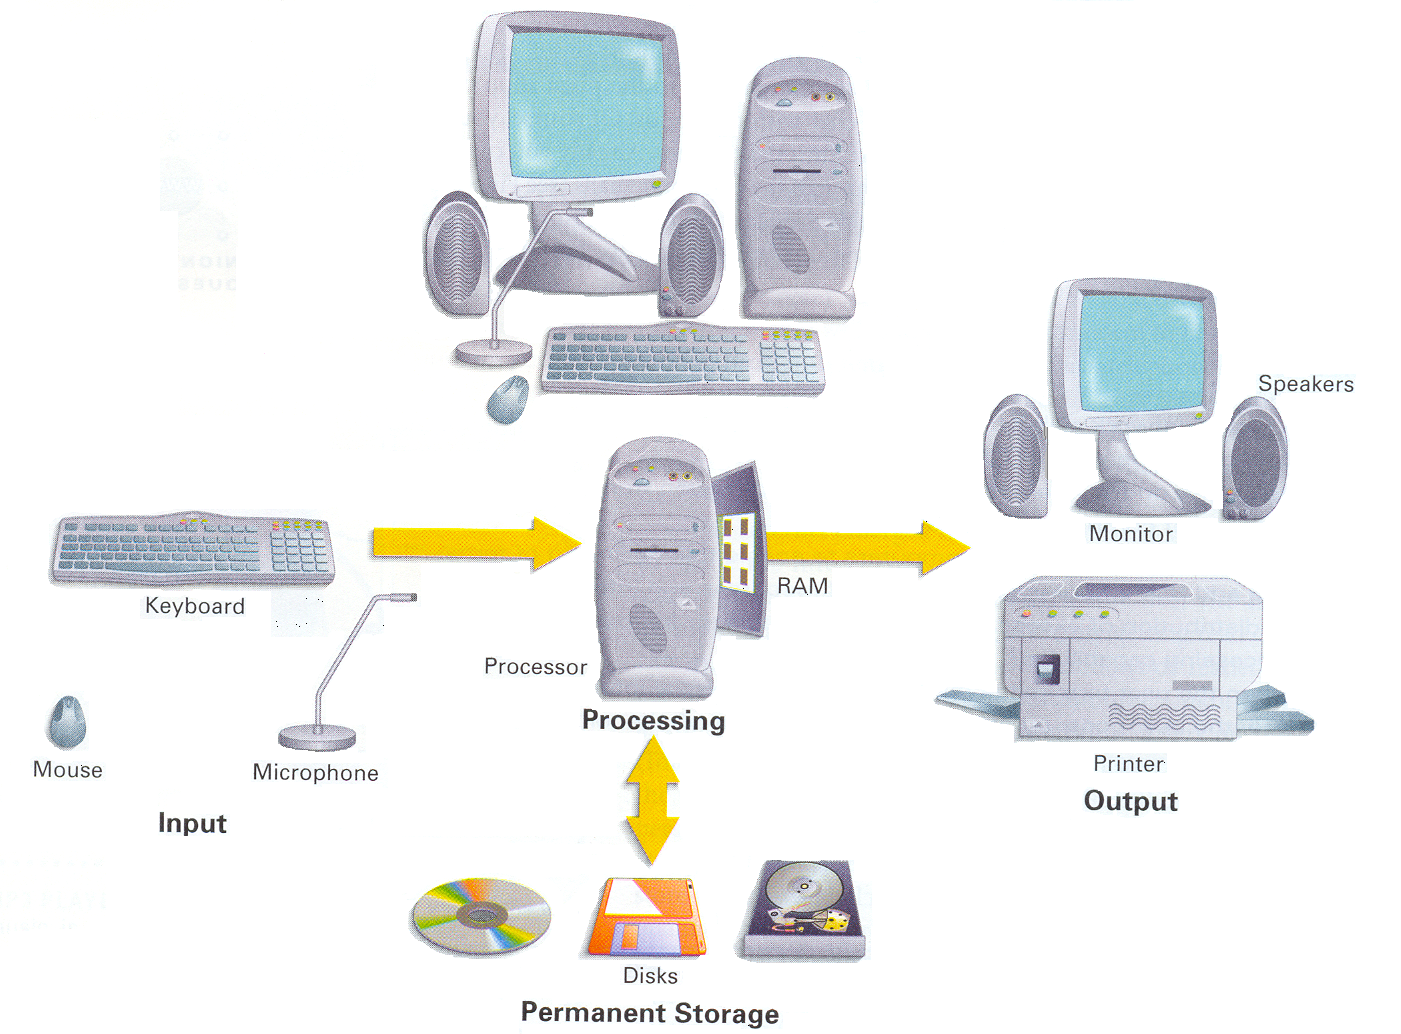 Speakers
Monitor
Keyboard
RAM
Processor
Processing
Mouse
Microphone
Input
Printer
Output
Disks
Permanent Storage